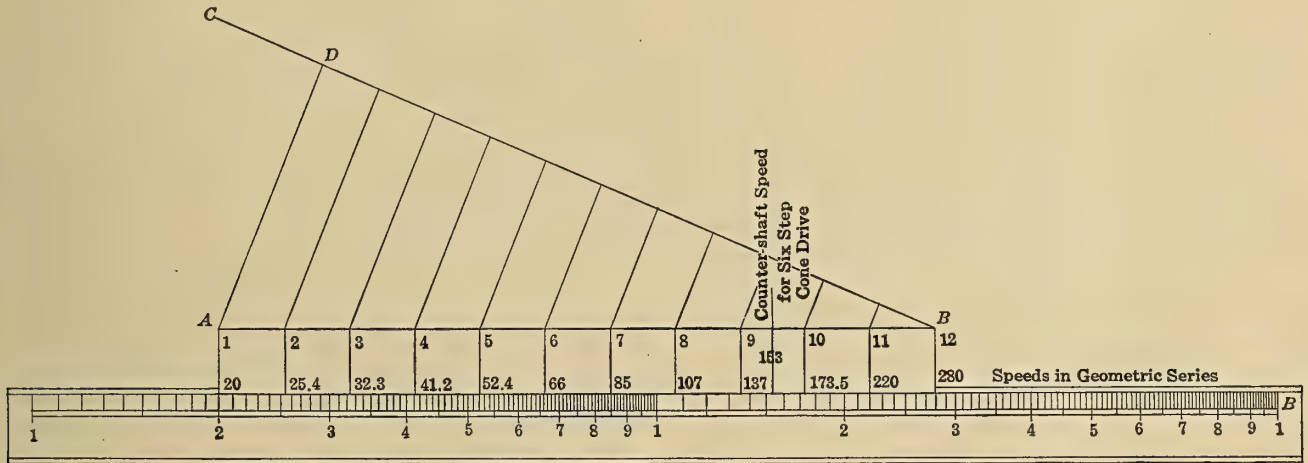 C
D
Counter-shaft Speed
for Six Step
Cone Drive
A
B
1 2 3 4 5 6 7 8 9 10 11 12
153
20 25.4 32.3 41.2 52.4 66 85 107 137 173.5 220 280 Speeds in Geometric Series
B
1 2 3 4 5 6 7 8 9 1 2 3 4 5 6 7 8 9 1